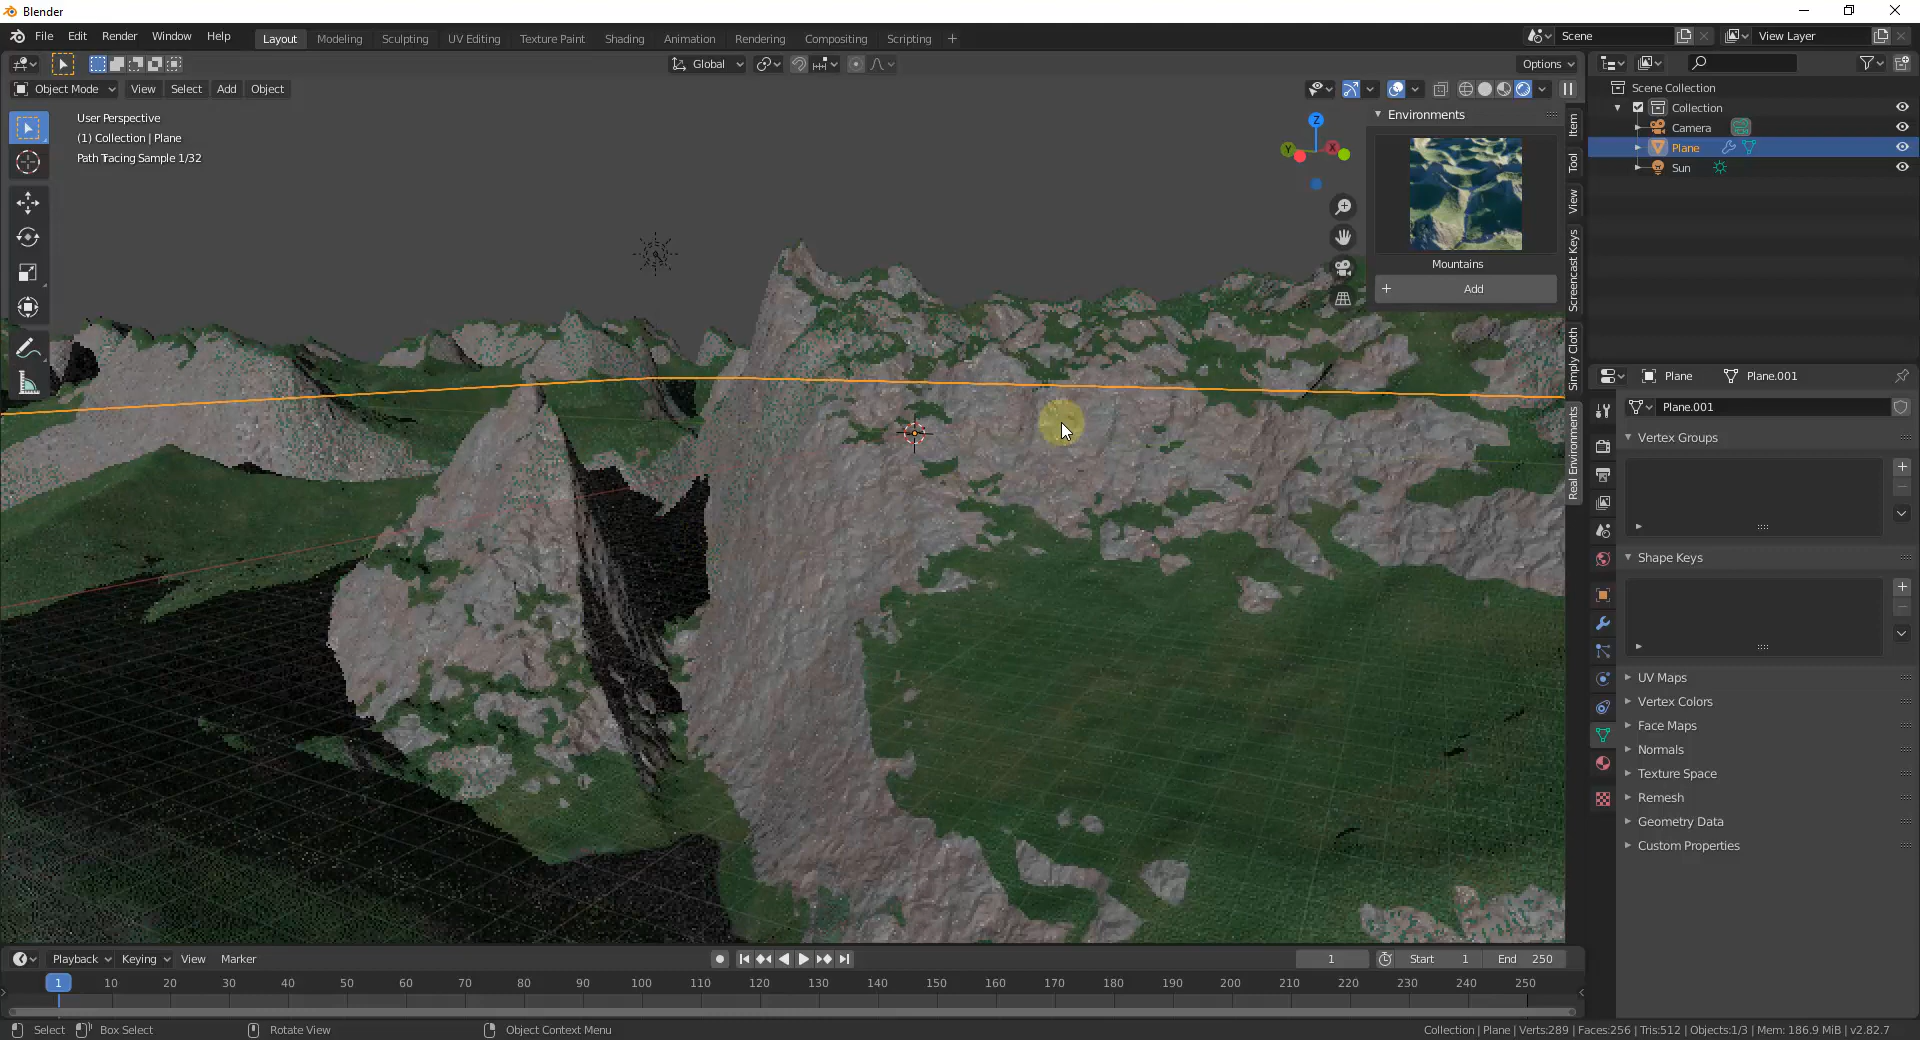 Blender
File Edit Render Window Help
Layout Modeling Sculpting UV Editing Texture Paint Shading Animation Rendering Compositing Scripting +
Scene
View Layer
Global
Options
Object Mode View Select Add Object
User Perspective
(1) Collection | Plane
Path Tracing Sample 1/32
Z
Y
X
Environments
Mountains
+ Add
Item
Tool
View
Screencast Keys
Simply Cloth
Real Environments
Scene Collection
Collection
Camera
Plane
Sun
Plane Plane.001
Plane.001
Vertex Groups
Shape Keys
UV Maps
Vertex Colors
Face Maps
Normals
Texture Space
Remesh
Geometry Data
Custom Properties
Playback Keying View Marker
1 Start 1 End 250
1 10 20 30 40 50 60 70 80 90 100 110 120 130 140 150 160 170 180 190 200 210 220 230 240 250
Select Box Select Rotate View Object Context Menu
Collection | Plane | Verts:289 | Faces:256 | Tris:512 | Objects:1/3 | Mem: 186.9 MiB | v2.82.7